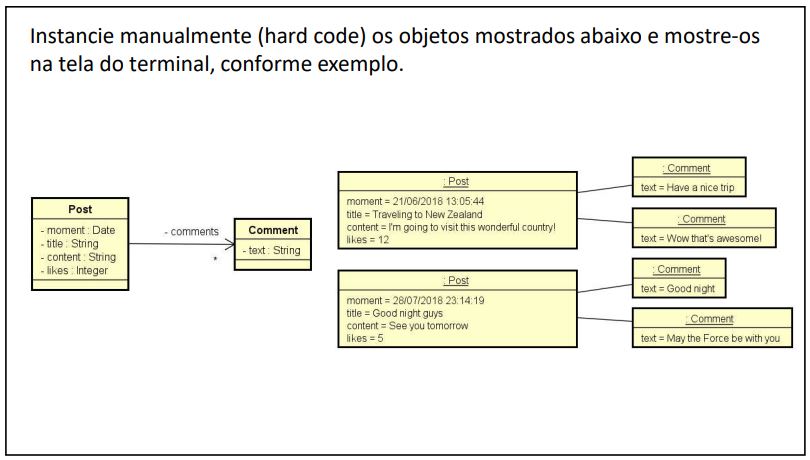 Instancie manualmente (hard code) os objetos mostrados abaixo e mostre-os
na tela do terminal, conforme exemplo.
Post
- moment : Date
- title : String
- content : String
- likes : Integer
- comments
*
Comment
- text : String
: Post
moment = 21/06/2018 13:05:44
title = Traveling to New Zealand
content = I'm going to visit this wonderful country!
likes = 12
: Comment
text = Have a nice trip
: Comment
text = Wow that's awesome!
: Post
moment = 28/07/2018 23:14:19
title = Good night guys
content = See you tomorrow
likes = 5
: Comment
text = Good night
: Comment
text = May the Force be with you